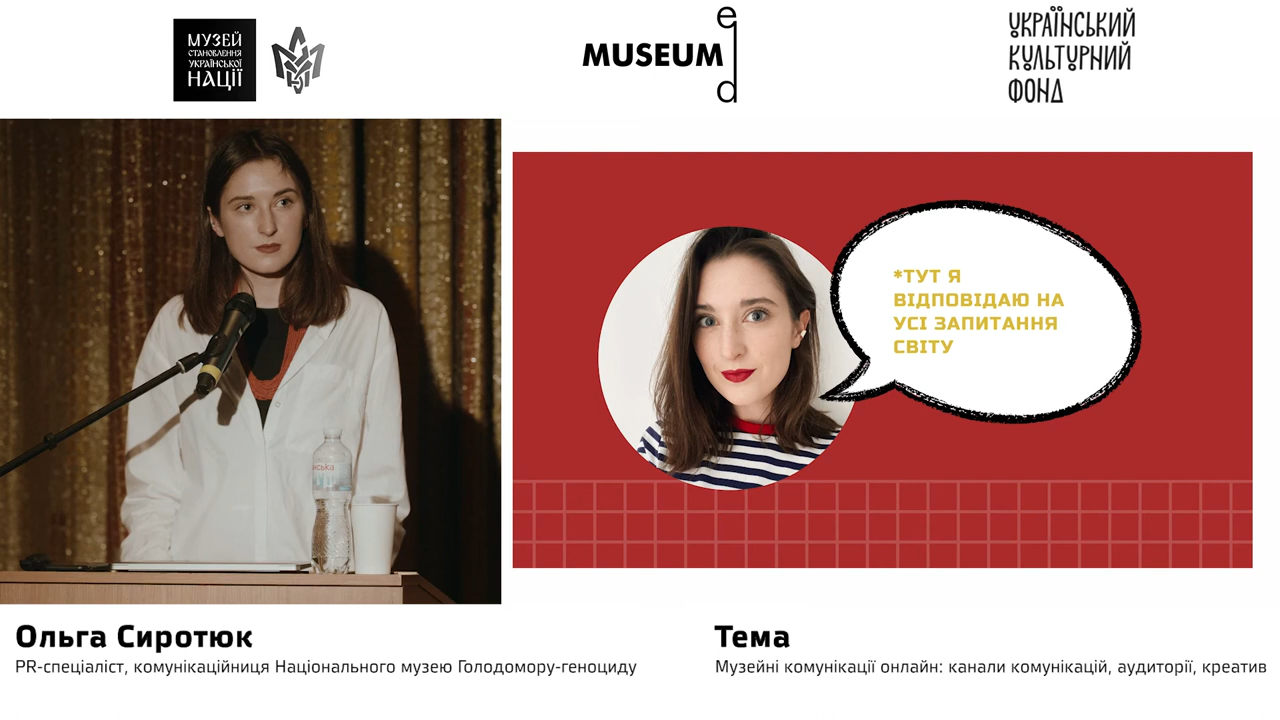 МУЗЕЙ
СТАНОВЛЕННЯ
УКРАЇНСЬКОЇ
НАЦІЇ
MUSEUM
ed
УКРАЇНСЬКИЙ
КУЛЬТУРНИЙ
ФОНД
*ТУТ Я
ВІДПОВІДАЮ НА
УСІ ЗАПИТАННЯ
СВІТУ
Ольга Сиротюк
PR-спеціаліст, комунікаційниця Національного музею Голодомору-геноциду
Тема
Музейні комунікації онлайн: канали комунікацій, аудиторії, креатив